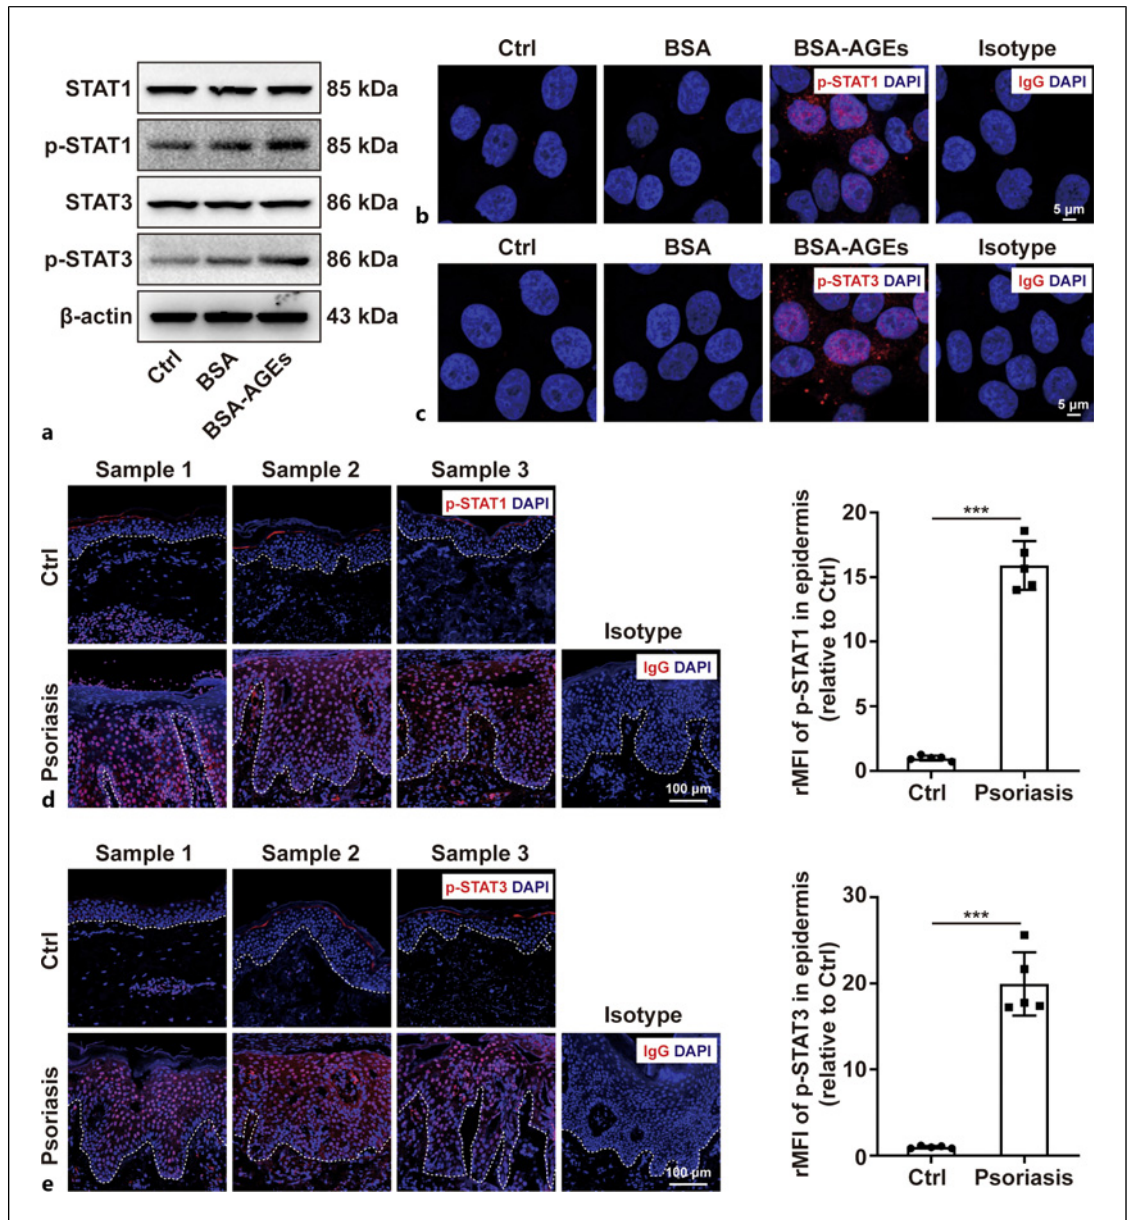 STAT1
85 kDa
p-STAT1
85 kDa
STAT3
86 kDa
p-STAT3
86 kDa
β-actin
43 kDa
Ctrl
BSA
BSA-AGEs
a
Ctrl
BSA
BSA-AGEs
Isotype
p-STAT1 DAPI
IgG DAPI
5 µm
b
Ctrl
BSA
BSA-AGEs
Isotype
p-STAT3 DAPI
IgG DAPI
5 µm
c
Sample 1
Sample 2
Sample 3
p-STAT1 DAPI
Ctrl
Isotype
Psoriasis
IgG DAPI
100 µm
d
rMFI of p-STAT1 in epidermis
(relative to Ctrl)
20
15
10
5
0
***
Ctrl
Psoriasis
Sample 1
Sample 2
Sample 3
p-STAT3 DAPI
Ctrl
Isotype
Psoriasis
IgG DAPI
100 µm
e
rMFI of p-STAT3 in epidermis
(relative to Ctrl)
30
20
10
0
***
Ctrl
Psoriasis